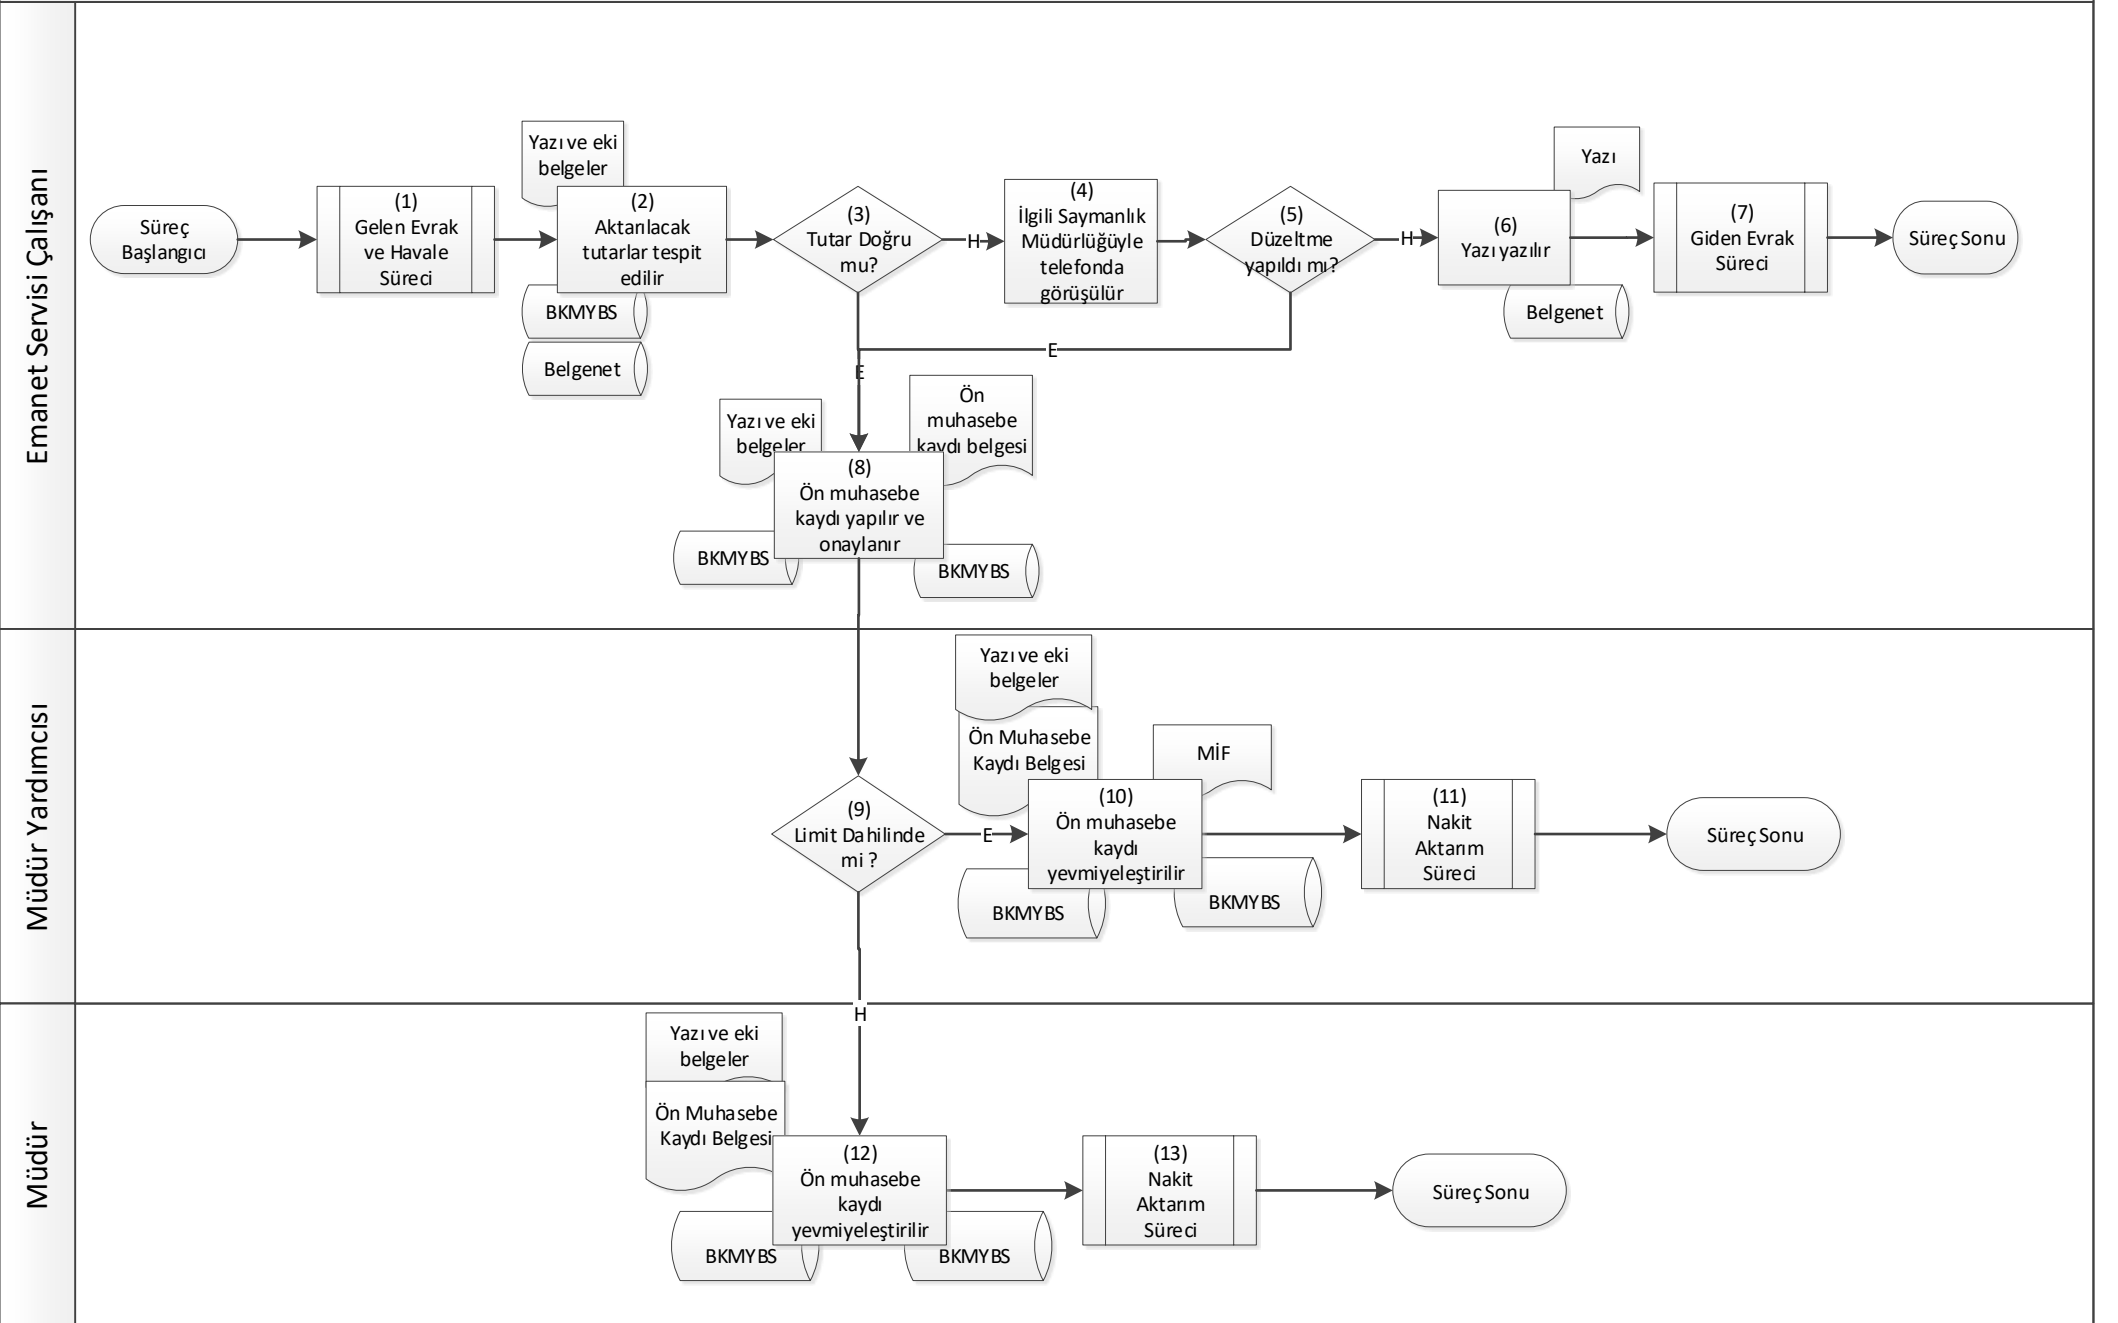 Emanet Servisi Çalışanı
Süreç
Başlangıcı
(1)
Gelen Evrak
ve Havale
Süreci
Yazı ve eki
belgeler
(2)
Aktarılacak
tutarlar tespit
edilir
BKMYBS
Belgenet
(3)
Tutar Doğru
mu?
H
(4)
İlgili Saymanlık
Müdürlüğüyle
telefonda
görüşülür
(5)
Düzeltme
yapıldı mı?
H
(6)
Yazı yazılır
Yazı
Belgenet
(7)
Giden Evrak
Süreci
Süreç Sonu
E
E
Yazı ve eki
belgeler
Ön
muhasebe
kaydı belgesi
(8)
Ön muhasebe
kaydı yapılır ve
onaylanır
BKMYBS
BKMYBS
Müdür Yardımcısı
Yazı ve eki
belgeler
Ön Muhasebe
Kaydı Belgesi
MİF
(9)
Limit Dahilinde
mi ?
E
(10)
Ön muhasebe
kaydı
yevmiyeleştirilir
BKMYBS
BKMYBS
(11)
Nakit
Aktarım
Süreci
Süreç Sonu
H
Müdür
Yazı ve eki
belgeler
Ön Muhasebe
Kaydı Belgesi
(12)
Ön muhasebe
kaydı
yevmiyeleştirilir
BKMYBS
BKMYBS
(13)
Nakit
Aktarım
Süreci
Süreç Sonu